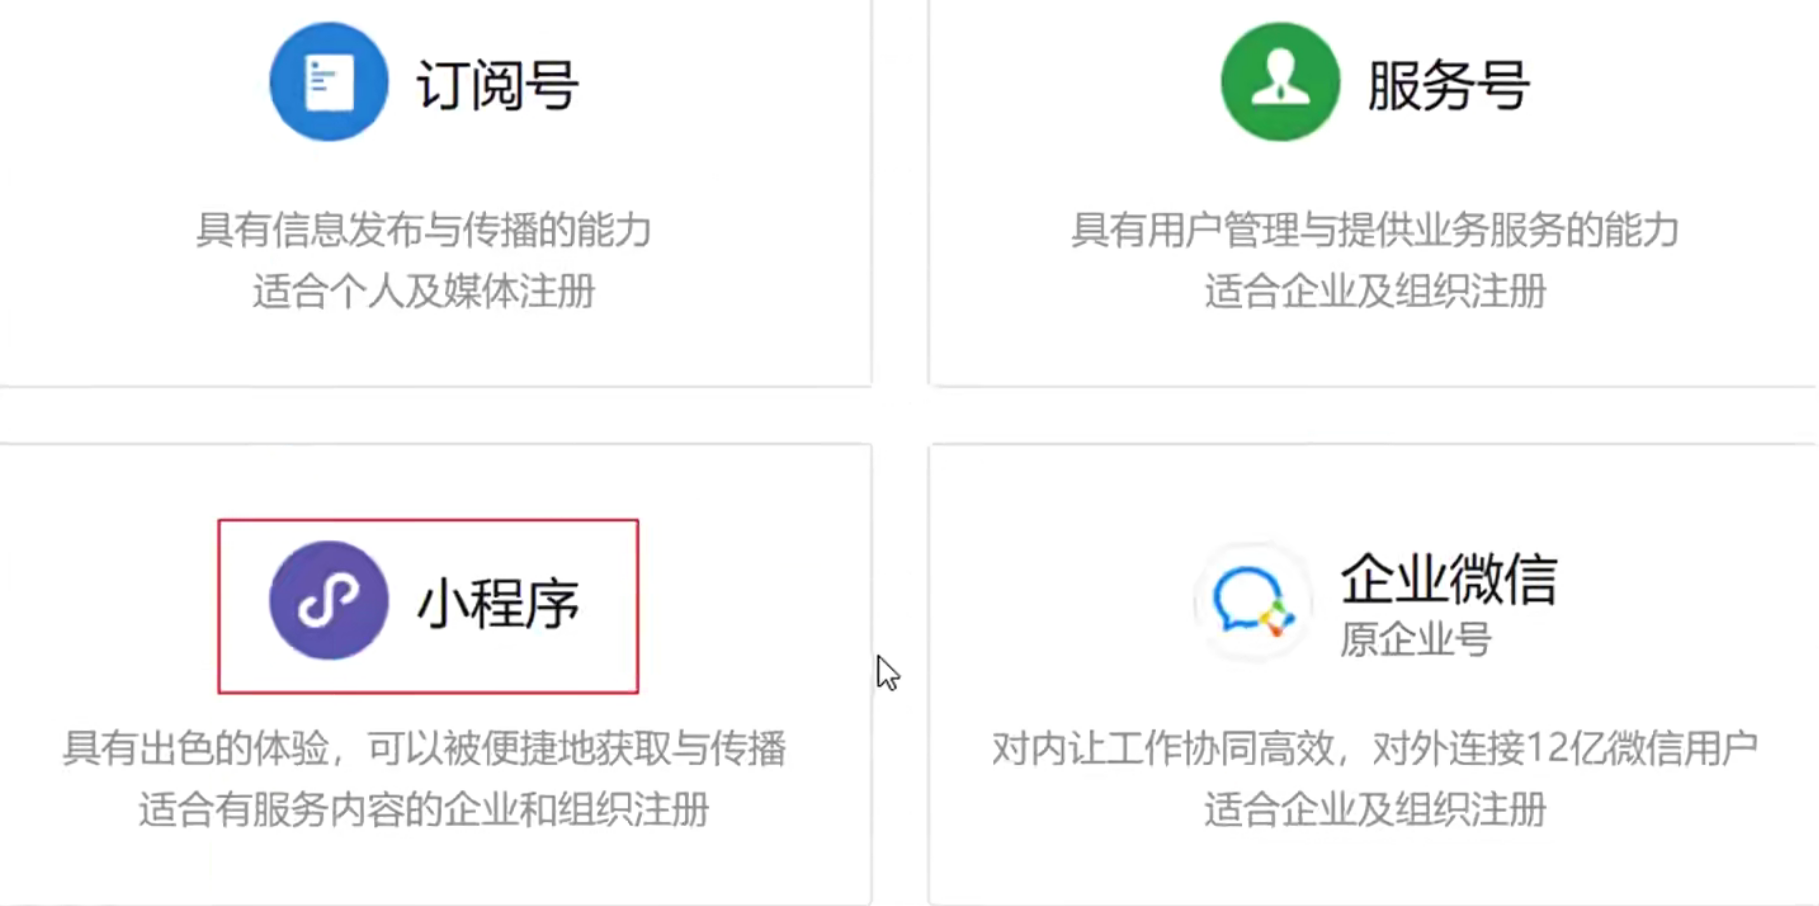 订阅号
具有信息发布与传播的能力
适合个人及媒体注册
服务号
具有用户管理与提供业务服务的能力
适合企业及组织注册
小程序
具有出色的体验，可以被便捷地获取与传播
适合有服务内容的企业和组织注册
企业微信
原企业号
对内让工作协同高效，对外连接12亿微信用户
适合企业及组织注册